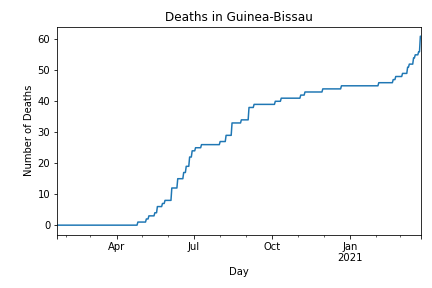 Deaths in Guinea-Bissau
Number of Deaths
60
50
40
30
20
10
0
Apr
Jul
Oct
Jan
2021
Day